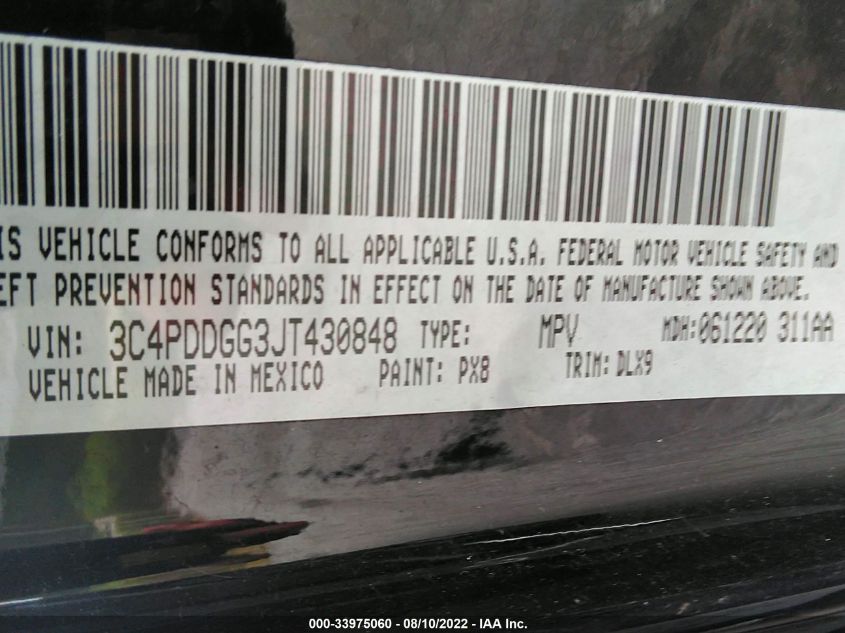 IS VEHICLE CONFORMS TO ALL APPLICABLE U.S.A. FEDERAL MOTOR VEHICLE SAFETY AND
EFT PREVENTION STANDARDS IN EFFECT ON THE DATE OF MANUFACTURE SHOWN ABOVE.
VIN: 3C4PDDGG3JT430848 TYPE: MPV MDH:061220 311AA
VEHICLE MADE IN MEXICO PAINT: PX8 TRIM: DLX9
000-33975060 - 08/10/2022 - IAA Inc.